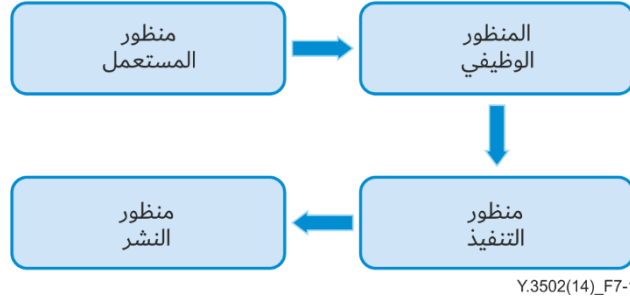 منظور
المستعمل
المنظور
الوظيفي
منظور
التنفيذ
منظور
النشر
Y.3502(14)_F7-